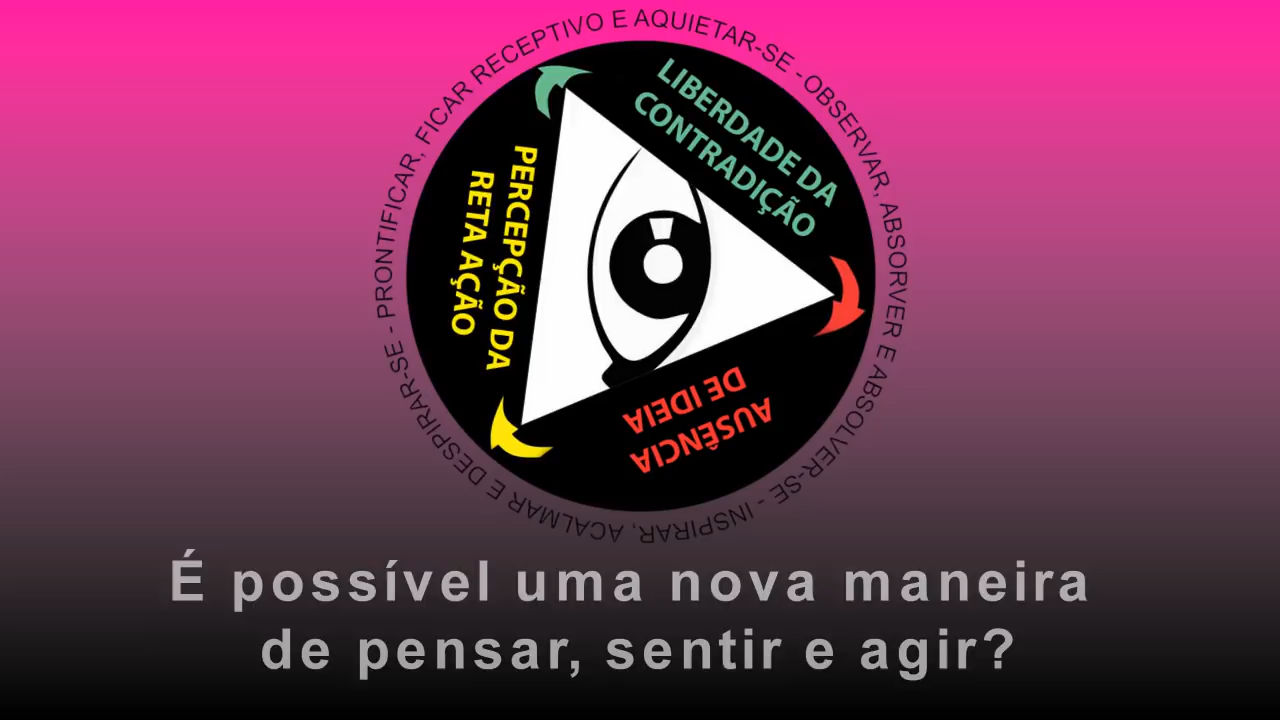 PRONTIFICAR, FICAR RECEPTIVO E AQUIETAR-SE - OBSERVAR, ABSORVER E ABSOLVER-SE - INSPIRAR, ACALMAR E DESPIRAR-SE -
LIBERDADE DA
CONTRADIÇÃO
PERCEPÇÃO DA
RETA AÇÃO
AUSÊNCIA
DE IDEIA
É possível uma nova maneira
de pensar, sentir e agir?